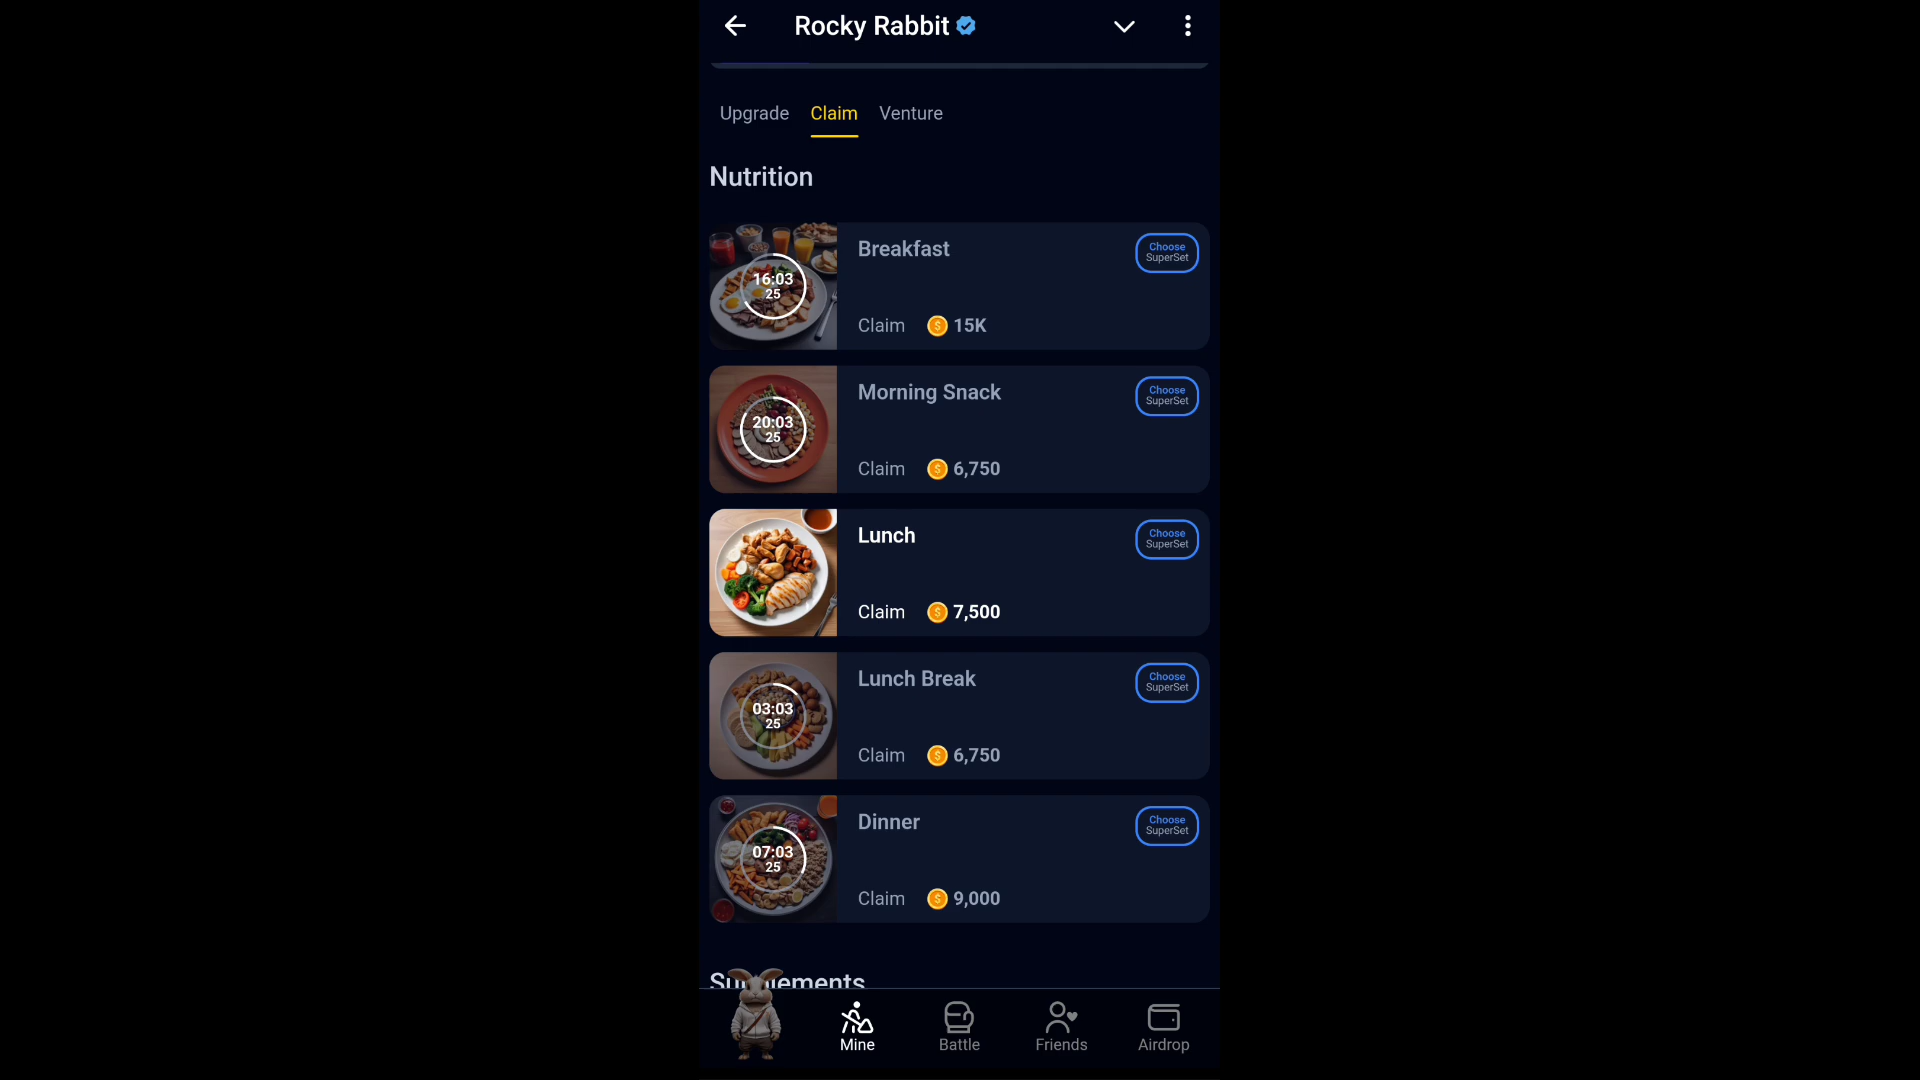 Rocky Rabbit
Upgrade Claim Venture
Nutrition
Breakfast
Choose
SuperSet
16:03
25
Claim 15K
Morning Snack
Choose
SuperSet
20:03
25
Claim 6,750
Lunch
Choose
SuperSet
Claim 7,500
Lunch Break
Choose
SuperSet
03:03
25
Claim 6,750
Dinner
Choose
SuperSet
07:03
25
Claim 9,000
Supplements
Mine Battle Friends Airdrop